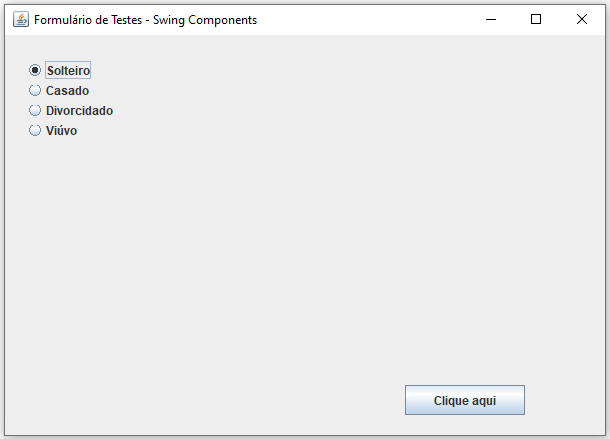 Formulário de Testes - Swing Components
Solteiro
Casado
Divorcidado
Viúvo
Clique aqui